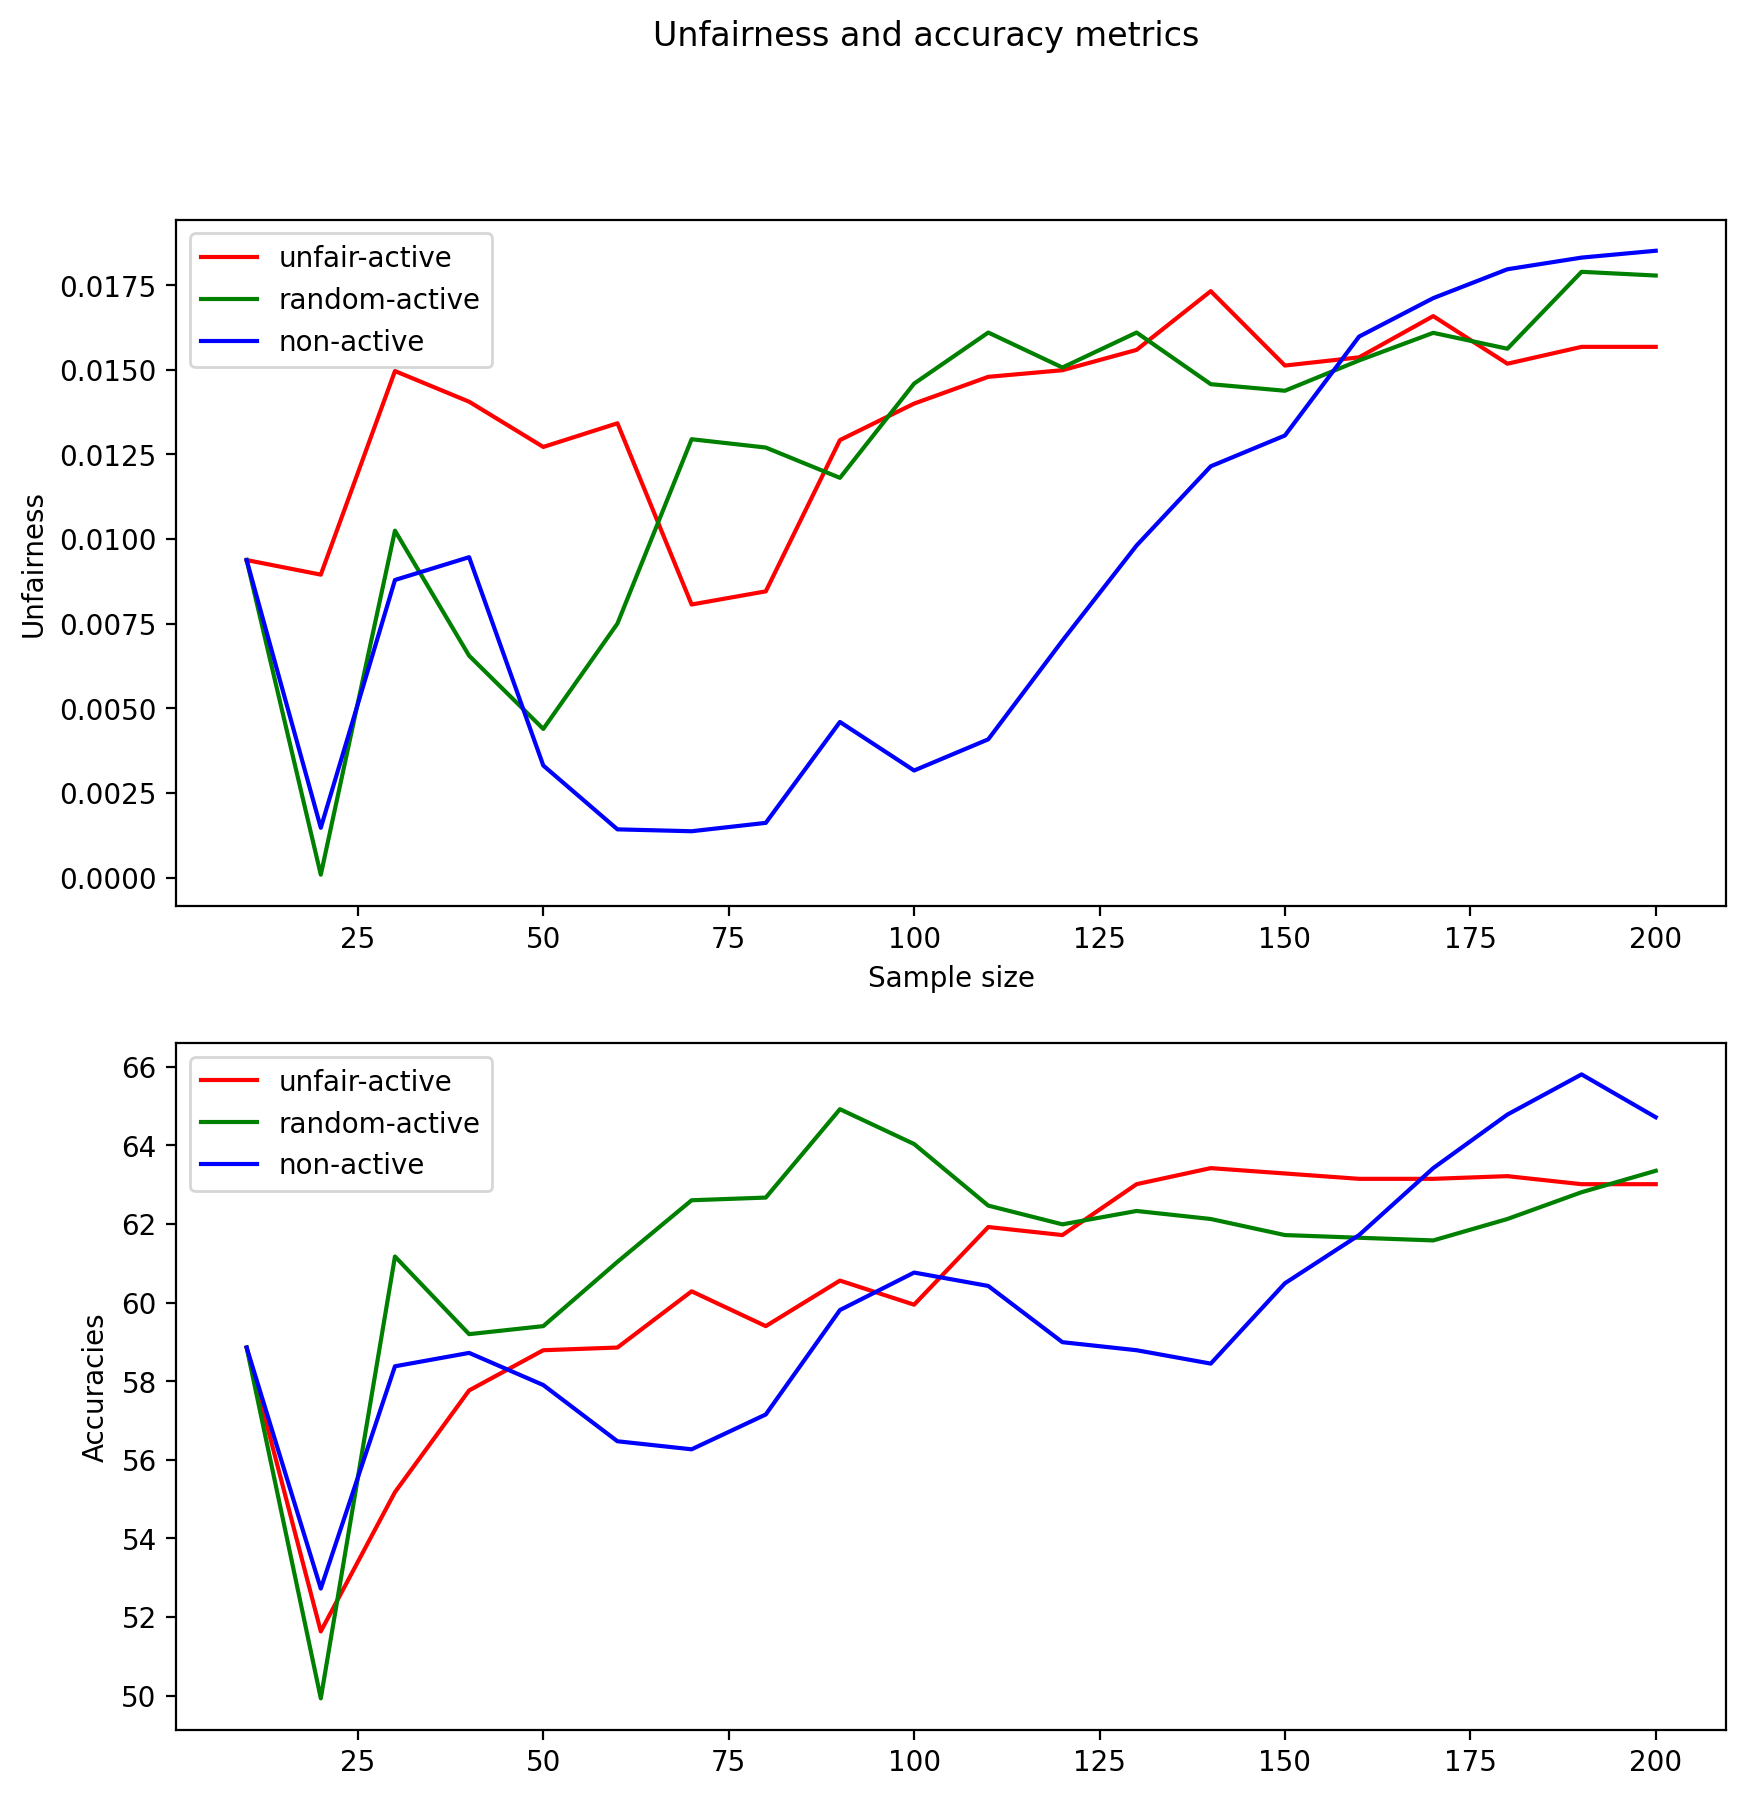 Unfairness and accuracy metrics
unfair-active
random-active
non-active
0.0175
0.0150
0.0125
0.0100
0.0075
0.0050
0.0025
0.0000
Unfairness
25 50 75 100 125 150 175 200
Sample size
unfair-active
random-active
non-active
66
64
62
60
58
56
54
52
50
Accuracies
25 50 75 100 125 150 175 200